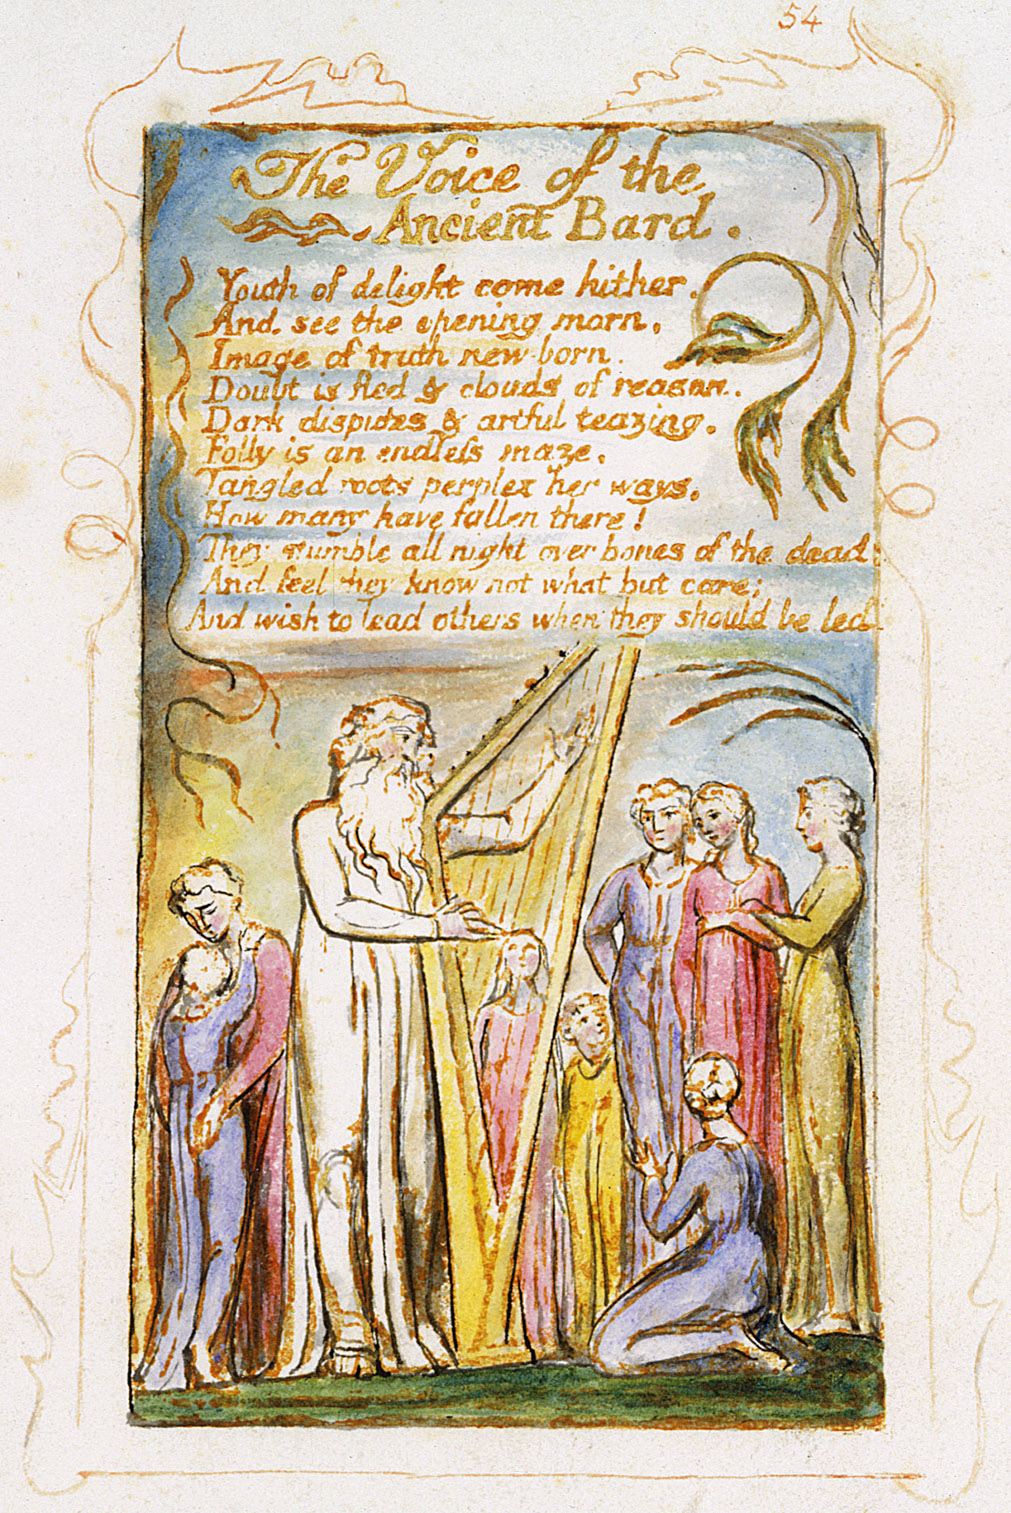 54
The Voice of the
Ancient Bard.
Youth of delight come hither.
And see the opening morn,
Image of truth new born.
Doubt is fled & clouds of reason.
Dark disputes & artful teazing.
Folly is an endleſs maze.
Tangled roots perplex her ways,
How many have fallen there!
They stumble all night over bones of the dead;
And feel they know not what but care;
And wish to lead others when they should be led.